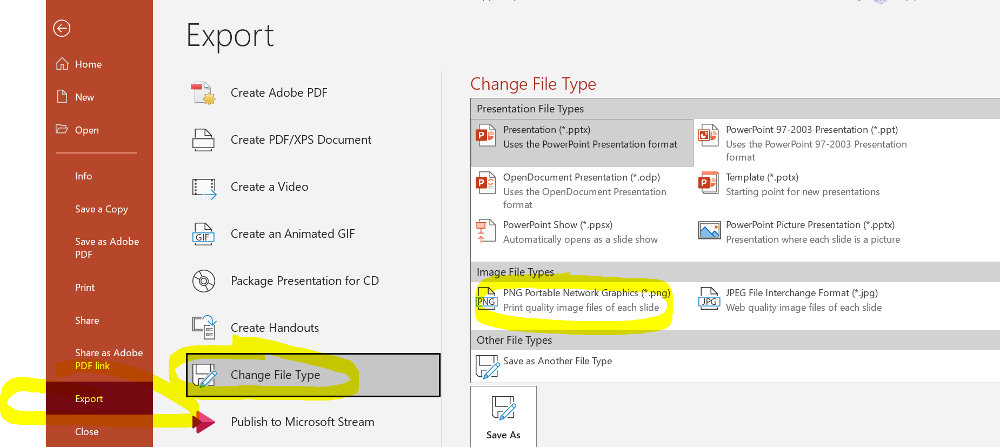 Export
Home
New
Open
Info
Save a Copy
Save as Adobe
PDF
Print
Share
Share as Adobe
PDF link
Export
Close
Create Adobe PDF
Create PDF/XPS Document
Create a Video
GIF
Create an Animated GIF
Package Presentation for CD
Create Handouts
Change File Type
Publish to Microsoft Stream
Change File Type
Presentation File Types
P
Presentation (*.pptx)
Uses the PowerPoint Presentation format
PowerPoint 97-2003 Presentation (*.ppt)
Uses the PowerPoint 97-2003 Presentation
format
P
OpenDocument Presentation (*.odp)
Uses the OpenDocument Presentation
format
P
Template (*.potx)
Starting point for new presentations
PowerPoint Show (*.ppsx)
Automatically opens as a slide show
PowerPoint Picture Presentation (*.pptx)
Presentation where each slide is a picture
Image File Types
PNG
PNG Portable Network Graphics (*.png)
Print quality image files of each slide
JPG
JPEG File Interchange Format (*.jpg)
Web quality image files of each slide
Other File Types
Save as Another File Type
Save As